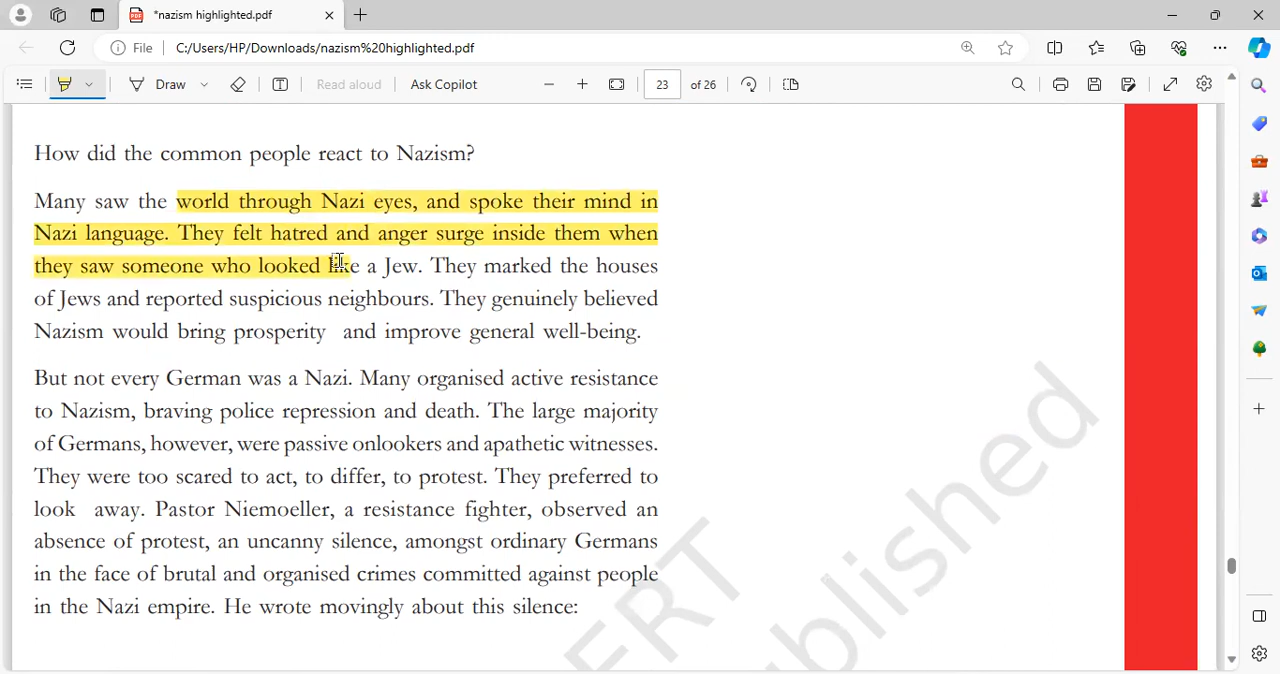 *nazism highlighted.pdf
File C:/Users/HP/Downloads/nazism%20highlighted.pdf
Draw Read aloud Ask Copilot 23 of 26
How did the common people react to Nazism?
Many saw the world through Nazi eyes, and spoke their mind in
Nazi language. They felt hatred and anger surge inside them when
they saw someone who looked like a Jew. They marked the houses
of Jews and reported suspicious neighbours. They genuinely believed
Nazism would bring prosperity and improve general well-being.
But not every German was a Nazi. Many organised active resistance
to Nazism, braving police repression and death. The large majority
of Germans, however, were passive onlookers and apathetic witnesses.
They were too scared to act, to differ, to protest. They preferred to
look away. Pastor Niemoeller, a resistance fighter, observed an
absence of protest, an uncanny silence, amongst ordinary Germans
in the face of brutal and organised crimes committed against people
in the Nazi empire. He wrote movingly about this silence:
ERT
published